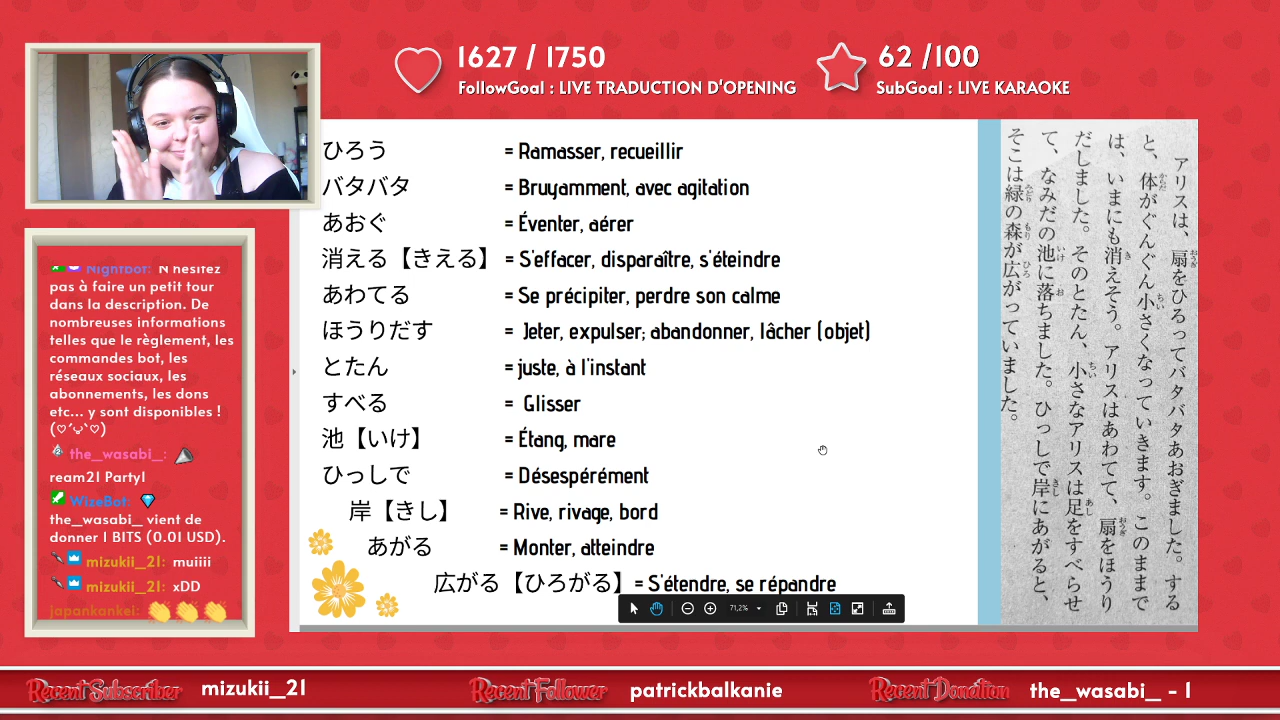 1627 / 1750
FollowGoal : LIVE TRADUCTION D'OPENING
62 /100
SubGoal : LIVE KARAOKE
ひろう = Ramasser, recueillir
バタバタ = Bruyamment, avec agitation
あおぐ = Éventer, aérer
消える【きえる】 = S'effacer, disparaître, s'éteindre
あわてる = Se précipiter, perdre son calme
ほうりだす = Jeter, expulser; abandonner, lâcher (objet)
とたん = juste, à l'instant
すべる = Glisser
池【いけ】 = Étang, mare
ひっしで = Désespérément
岸【きし】 = Rive, rivage, bord
あがる = Monter, atteindre
広がる【ひろがる】 = S'étendre, se répandre
アリスは、扇をひろってバタバタあおぎました。する
と、体がぐんぐん小さくなっていきます。このままで
は、いまにも消えそう。アリスはあわてて、扇をほうり
だしました。そのとたん、小さなアリスは足をすべらせ
て、なみだの池に落ちました。ひっしで岸にあがると、
そこは緑の森が広がっていました。
71,2%
Nightbot: N'hésitez
pas à faire un petit tour
dans la description. De
nombreuses informations
telles que le règlement, les
commandes bot, les
réseaux sociaux, les
abonnements, les dons
etc... y sont disponibles !
(♡˙︶˙♡)
the_wasabi_:
ream21 Party1
WizeBot:
the_wasabi_ vient de
donner 1 BITS (0.01 USD).
mizukii_21: muiiii
mizukii_21: xDD
japankankei: 👏👏👏
Recent Subscriber mizukii_21
Recent Follower patrickbalkanie
Recent Donation the_wasabi_ - 1